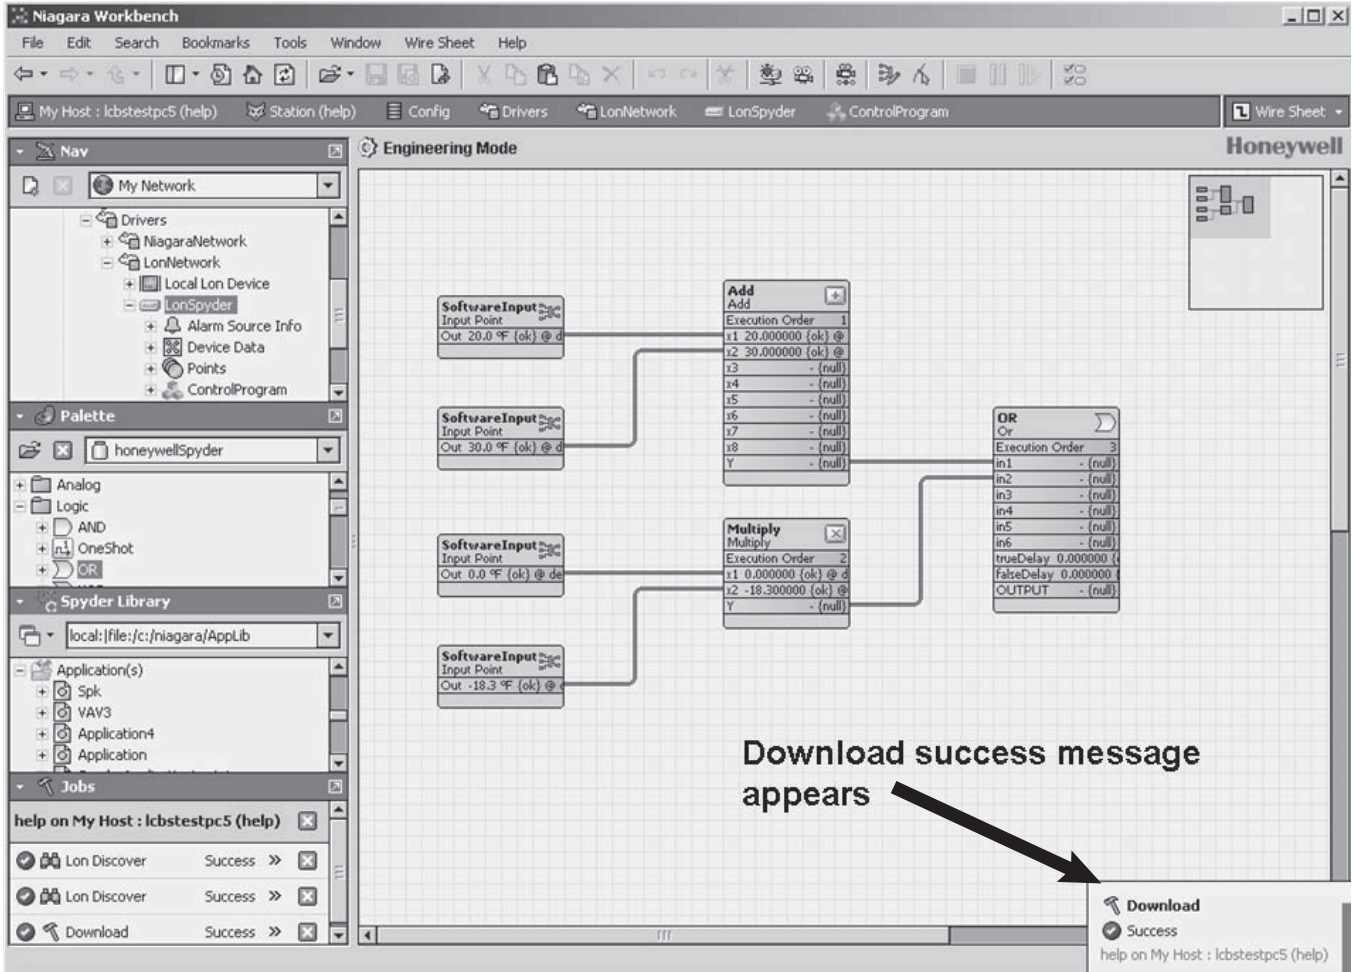 Niagara Workbench
File Edit Search Bookmarks Tools Window Wire Sheet Help
My Host : lcbstestpc5 (help) Station (help) Config Drivers LonNetwork LonSpyder ControlProgram Wire Sheet
Nav
My Network
Drivers
NiagaraNetwork
LonNetwork
Local Lon Device
LonSpyder
Alarm Source Info
Device Data
Points
ControlProgram
Palette
honeywellSpyder
Analog
Logic
AND
OneShot
OR
Spyder Library
local:|file:/c:/niagara/AppLib
Application(s)
Spk
VAV3
Application4
Application
Jobs
help on My Host : lcbstestpc5 (help)
Lon Discover Success »
Lon Discover Success »
Download Success »
Engineering Mode
Honeywell
SoftwareInput
Input Point
Out 20.0 °F {ok} @ d
SoftwareInput
Input Point
Out 30.0 °F {ok} @ d
SoftwareInput
Input Point
Out 0.0 °F {ok} @ de
SoftwareInput
Input Point
Out -18.3 °F {ok} @
Add
Add
Execution Order 1
x1 20.000000 {ok} @
x2 30.000000 {ok} @
x3 - {null}
x4 - {null}
x5 - {null}
x6 - {null}
x7 - {null}
x8 - {null}
Y - {null}
Multiply
Multiply
Execution Order 2
x1 0.000000 {ok} @ d
x2 -18.300000 {ok} @
Y - {null}
OR
Or
Execution Order 3
in1 - {null}
in2 - {null}
in3 - {null}
in4 - {null}
in5 - {null}
in6 - {null}
trueDelay 0.000000 {
falseDelay 0.000000
OUTPUT - {null}
Download success message
appears
Download
Success
help on My Host : lcbstestpc5 (help)